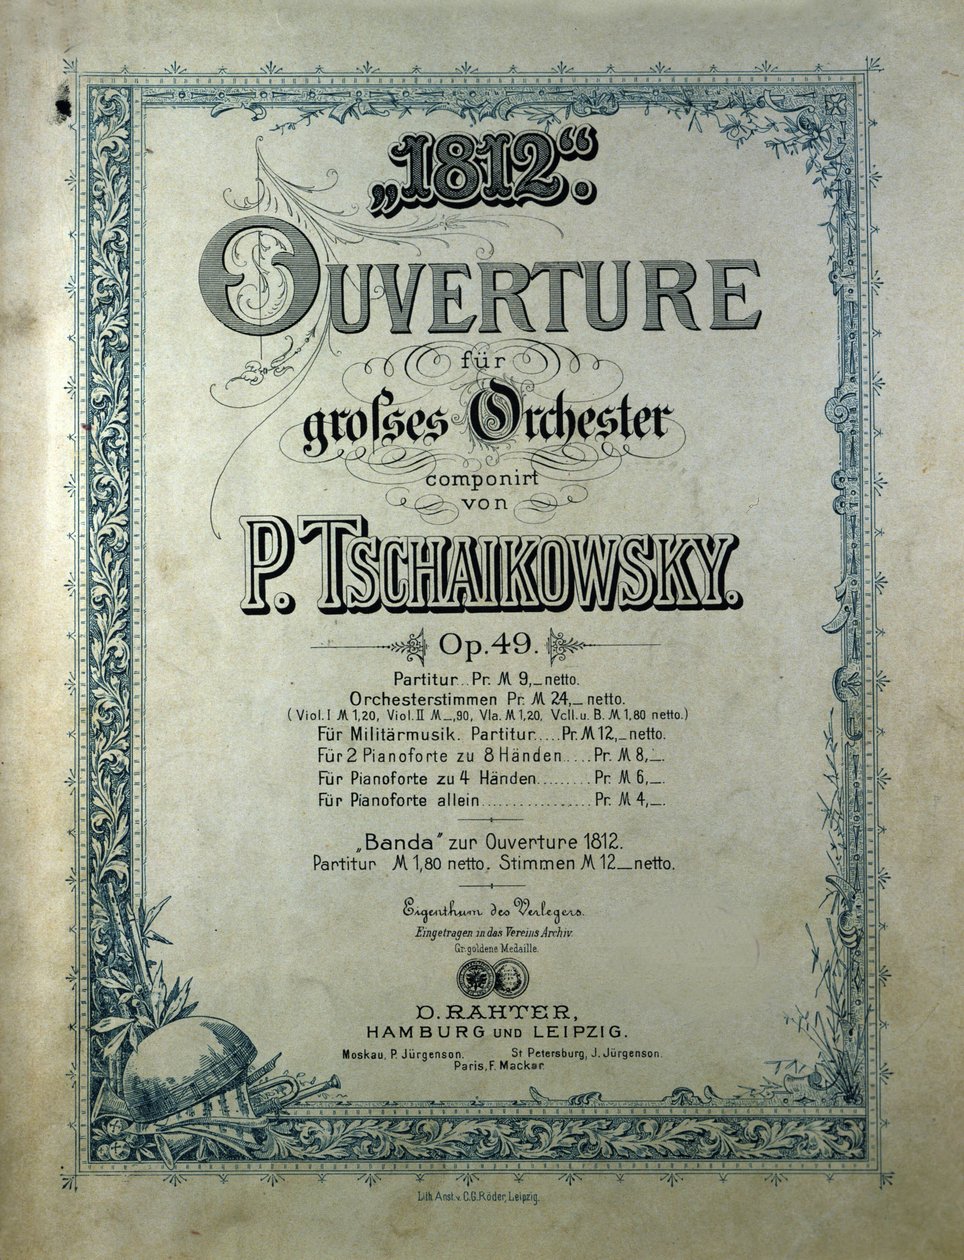 „1812“.
OUVERTURE
für
groſses Orchester
componirt
von
P. TSCHAIKOWSKY.
Op. 49.
Partitur.. Pr. M 9,_ netto.
Orchesterstimmen Pr. M 24,_ netto.
(Viol. I M 1,20, Viol. II M _,90, Vla. M 1,20, Vcll. u. B. M 1,80 netto.)
Für Militärmusik. Partitur.....Pr. M 12,_ netto.
Für 2 Pianoforte zu 8 Händen..... Pr. M 8,_.
Für Pianoforte zu 4 Händen......... Pr. M 6,_.
Für Pianoforte allein................. Pr. M 4,_.
„Banda” zur Ouverture 1812.
Partitur M 1,80 netto. Stimmen M 12_ netto.
Eigenthum des Verlegers.
Eingetragen in das Vereins Archiv.
Gr. goldene Medaille.
D. RAHTER,
HAMBURG UND LEIPZIG.
Moskau, P. Jürgenson. St Petersburg, J. Jürgenson.
Paris, F. Mackar.
Lith. Anst. v. C. G. Röder, Leipzig.